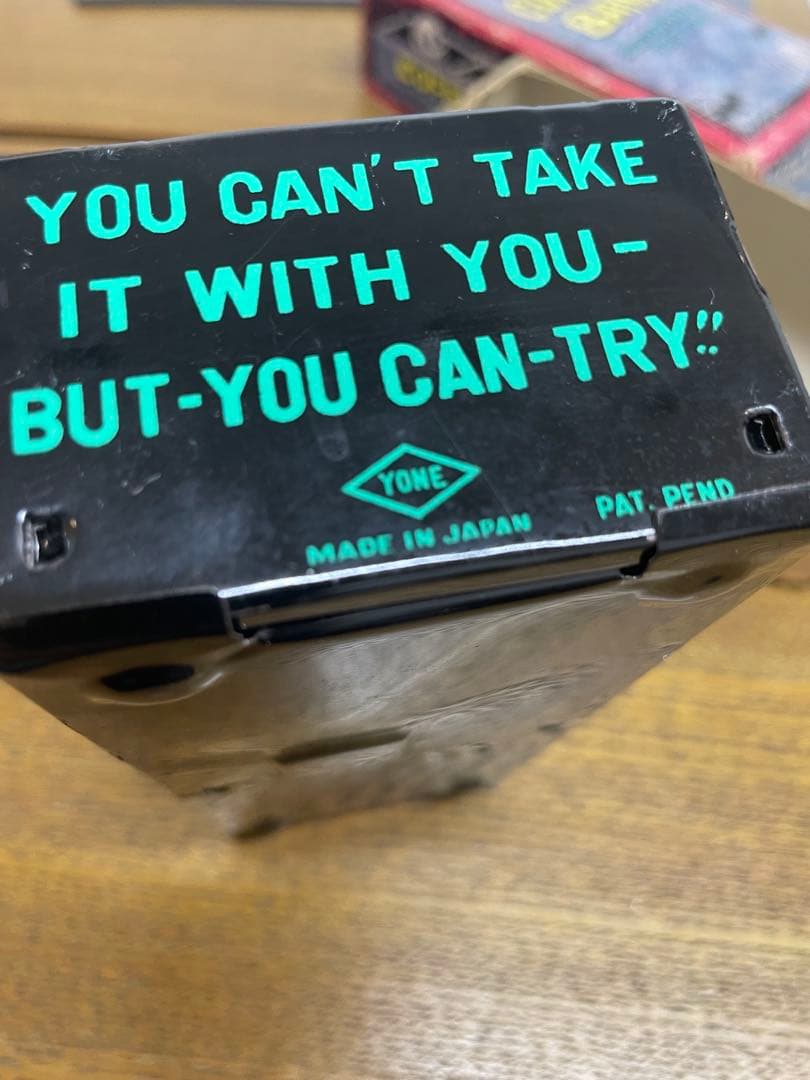 YOU CAN'T TAKE
IT WITH YOU-
BUT-YOU CAN-TRY!!
YONE
MADE IN JAPAN
PAT. PEND